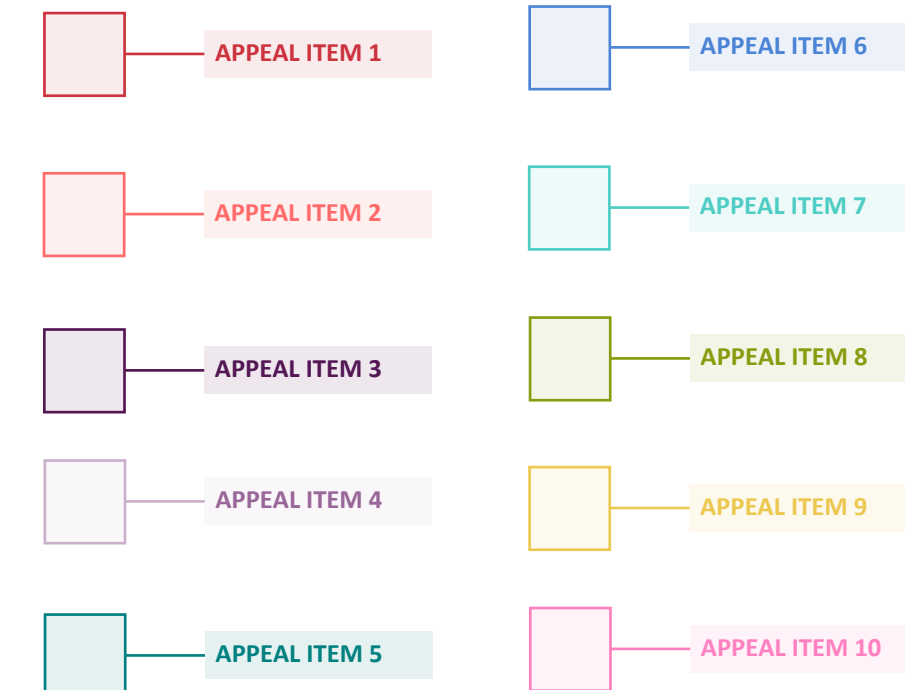 APPEAL ITEM 1
APPEAL ITEM 2
APPEAL ITEM 3
APPEAL ITEM 4
APPEAL ITEM 5
APPEAL ITEM 6
APPEAL ITEM 7
APPEAL ITEM 8
APPEAL ITEM 9
APPEAL ITEM 10